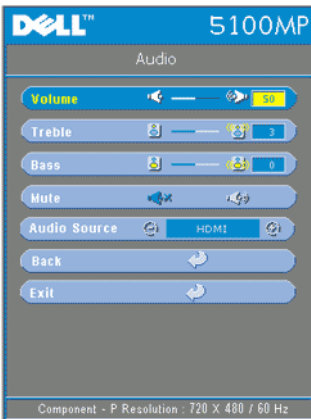 DELL™ 5100MP
Audio
Volume 50
Treble 3
Bass 0
Mute
Audio Source HDMI
Back
Exit
Component - P Resolution : 720 X 480 / 60 Hz